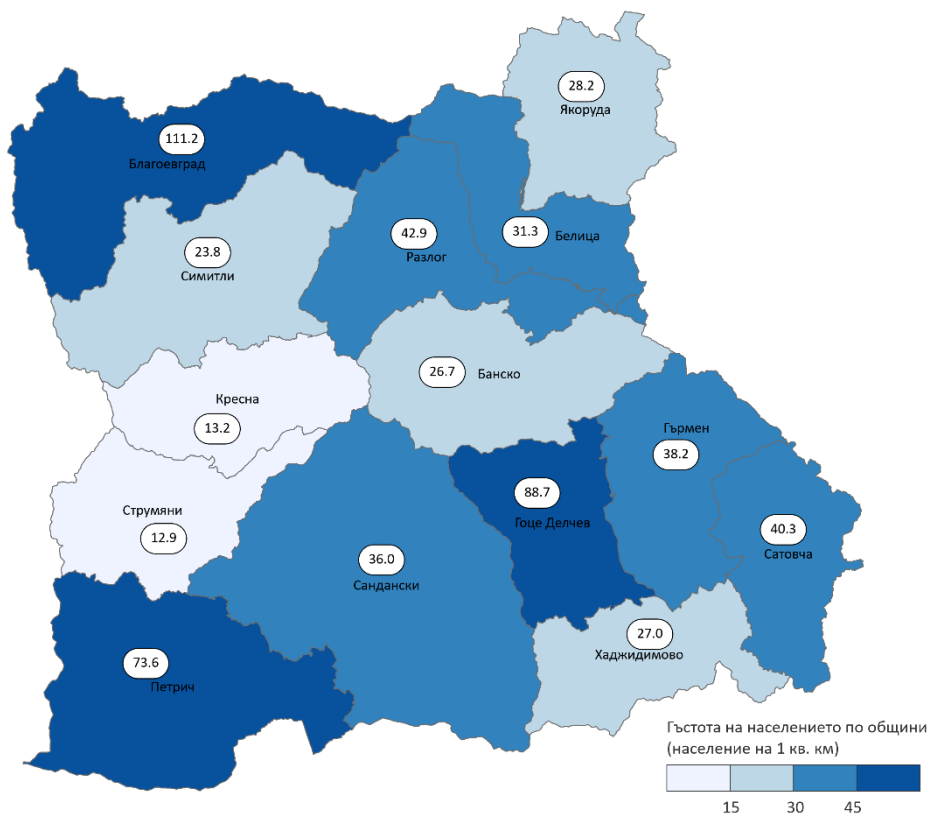 28.2
Якоруда
111.2
Благоевград
42.9
Разлог
31.3
Белица
23.8
Симитли
26.7
Банско
Кресна
13.2
Гърмен
38.2
88.7
Гоце Делчев
Струмяни
12.9
40.3
Сатовча
36.0
Сандански
27.0
Хаджидимово
73.6
Петрич
Гъстота на населението по общини
(население на 1 кв. км)
15 30 45